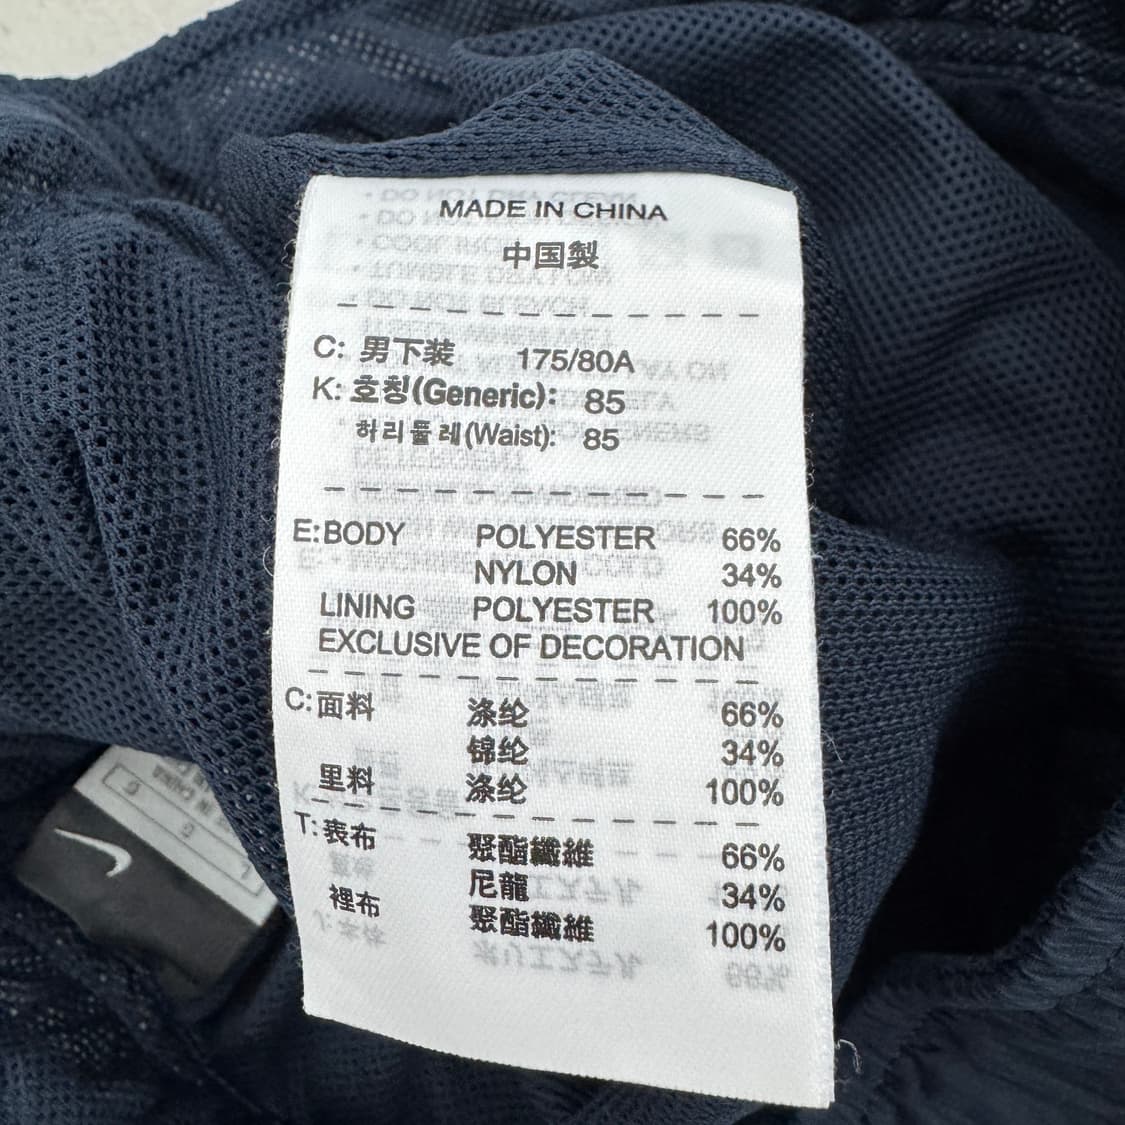 MADE IN CHINA
中国製
C: 男下装 175/80A
K: 호칭(Generic): 85
허리둘레(Waist): 85
E: BODY POLYESTER 66%
NYLON 34%
LINING POLYESTER 100%
EXCLUSIVE OF DECORATION
C: 面料 涤纶 66%
锦纶 34%
里料 涤纶 100%
T: 表布 聚酯纖維 66%
尼龍 34%
裡布 聚酯纖維 100%